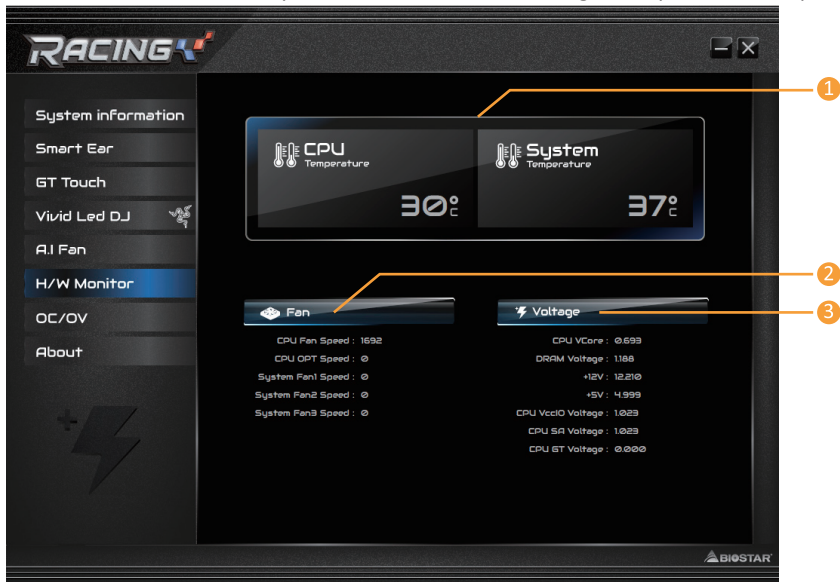 RACING
System information
Smart Ear
GT Touch
Vivid Led DJ
A.I Fan
H/W Monitor
OC/OV
About
CPU
Temperature
30°C
System
Temperature
37°C
1
2
3
Fan
CPU Fan Speed : 1692
CPU OPT Speed : 0
System Fan1 Speed : 0
System Fan2 Speed : 0
System Fan3 Speed : 0
Voltage
CPU VCore : 0.693
DRAM Voltage : 1.188
+12V : 12.210
+5V : 4.999
CPU VccIO Voltage : 1.023
CPU SA Voltage : 1.023
CPU GT Voltage : 0.000
BIOSTAR